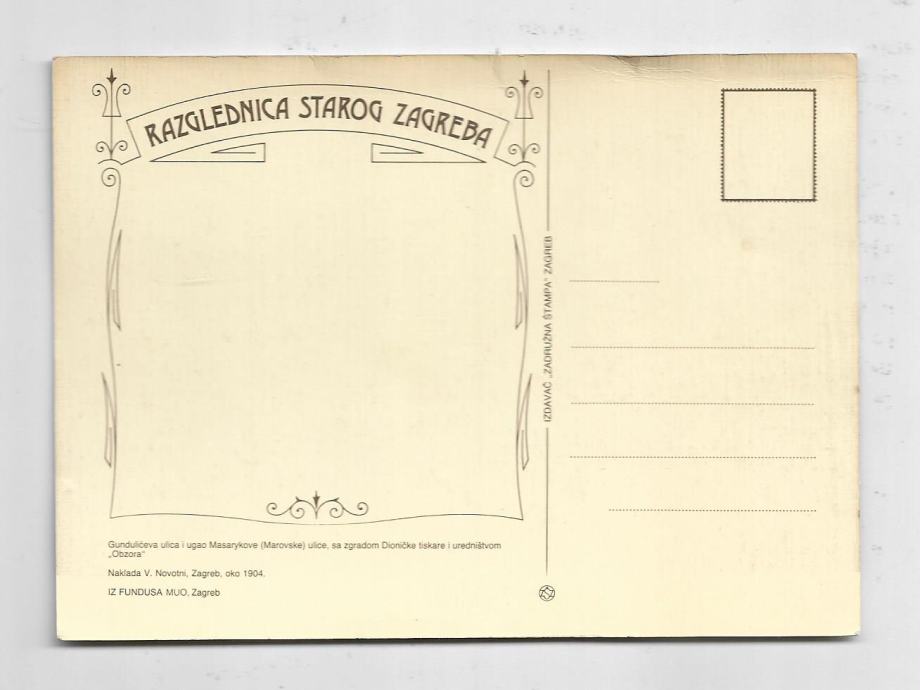 RAZGLEDNICA STAROG ZAGREBA
Gundulićeva ulica i ugao Masarykove (Marovske) ulice, sa zgradom Dioničke tiskare i uredništvom
„Obzora“
Naklada V. Novotni, Zagreb, oko 1904.
IZ FUNDUSA MUO, Zagreb
IZDAVAČ „ZADRUŽNA ŠTAMPA“ ZAGREB